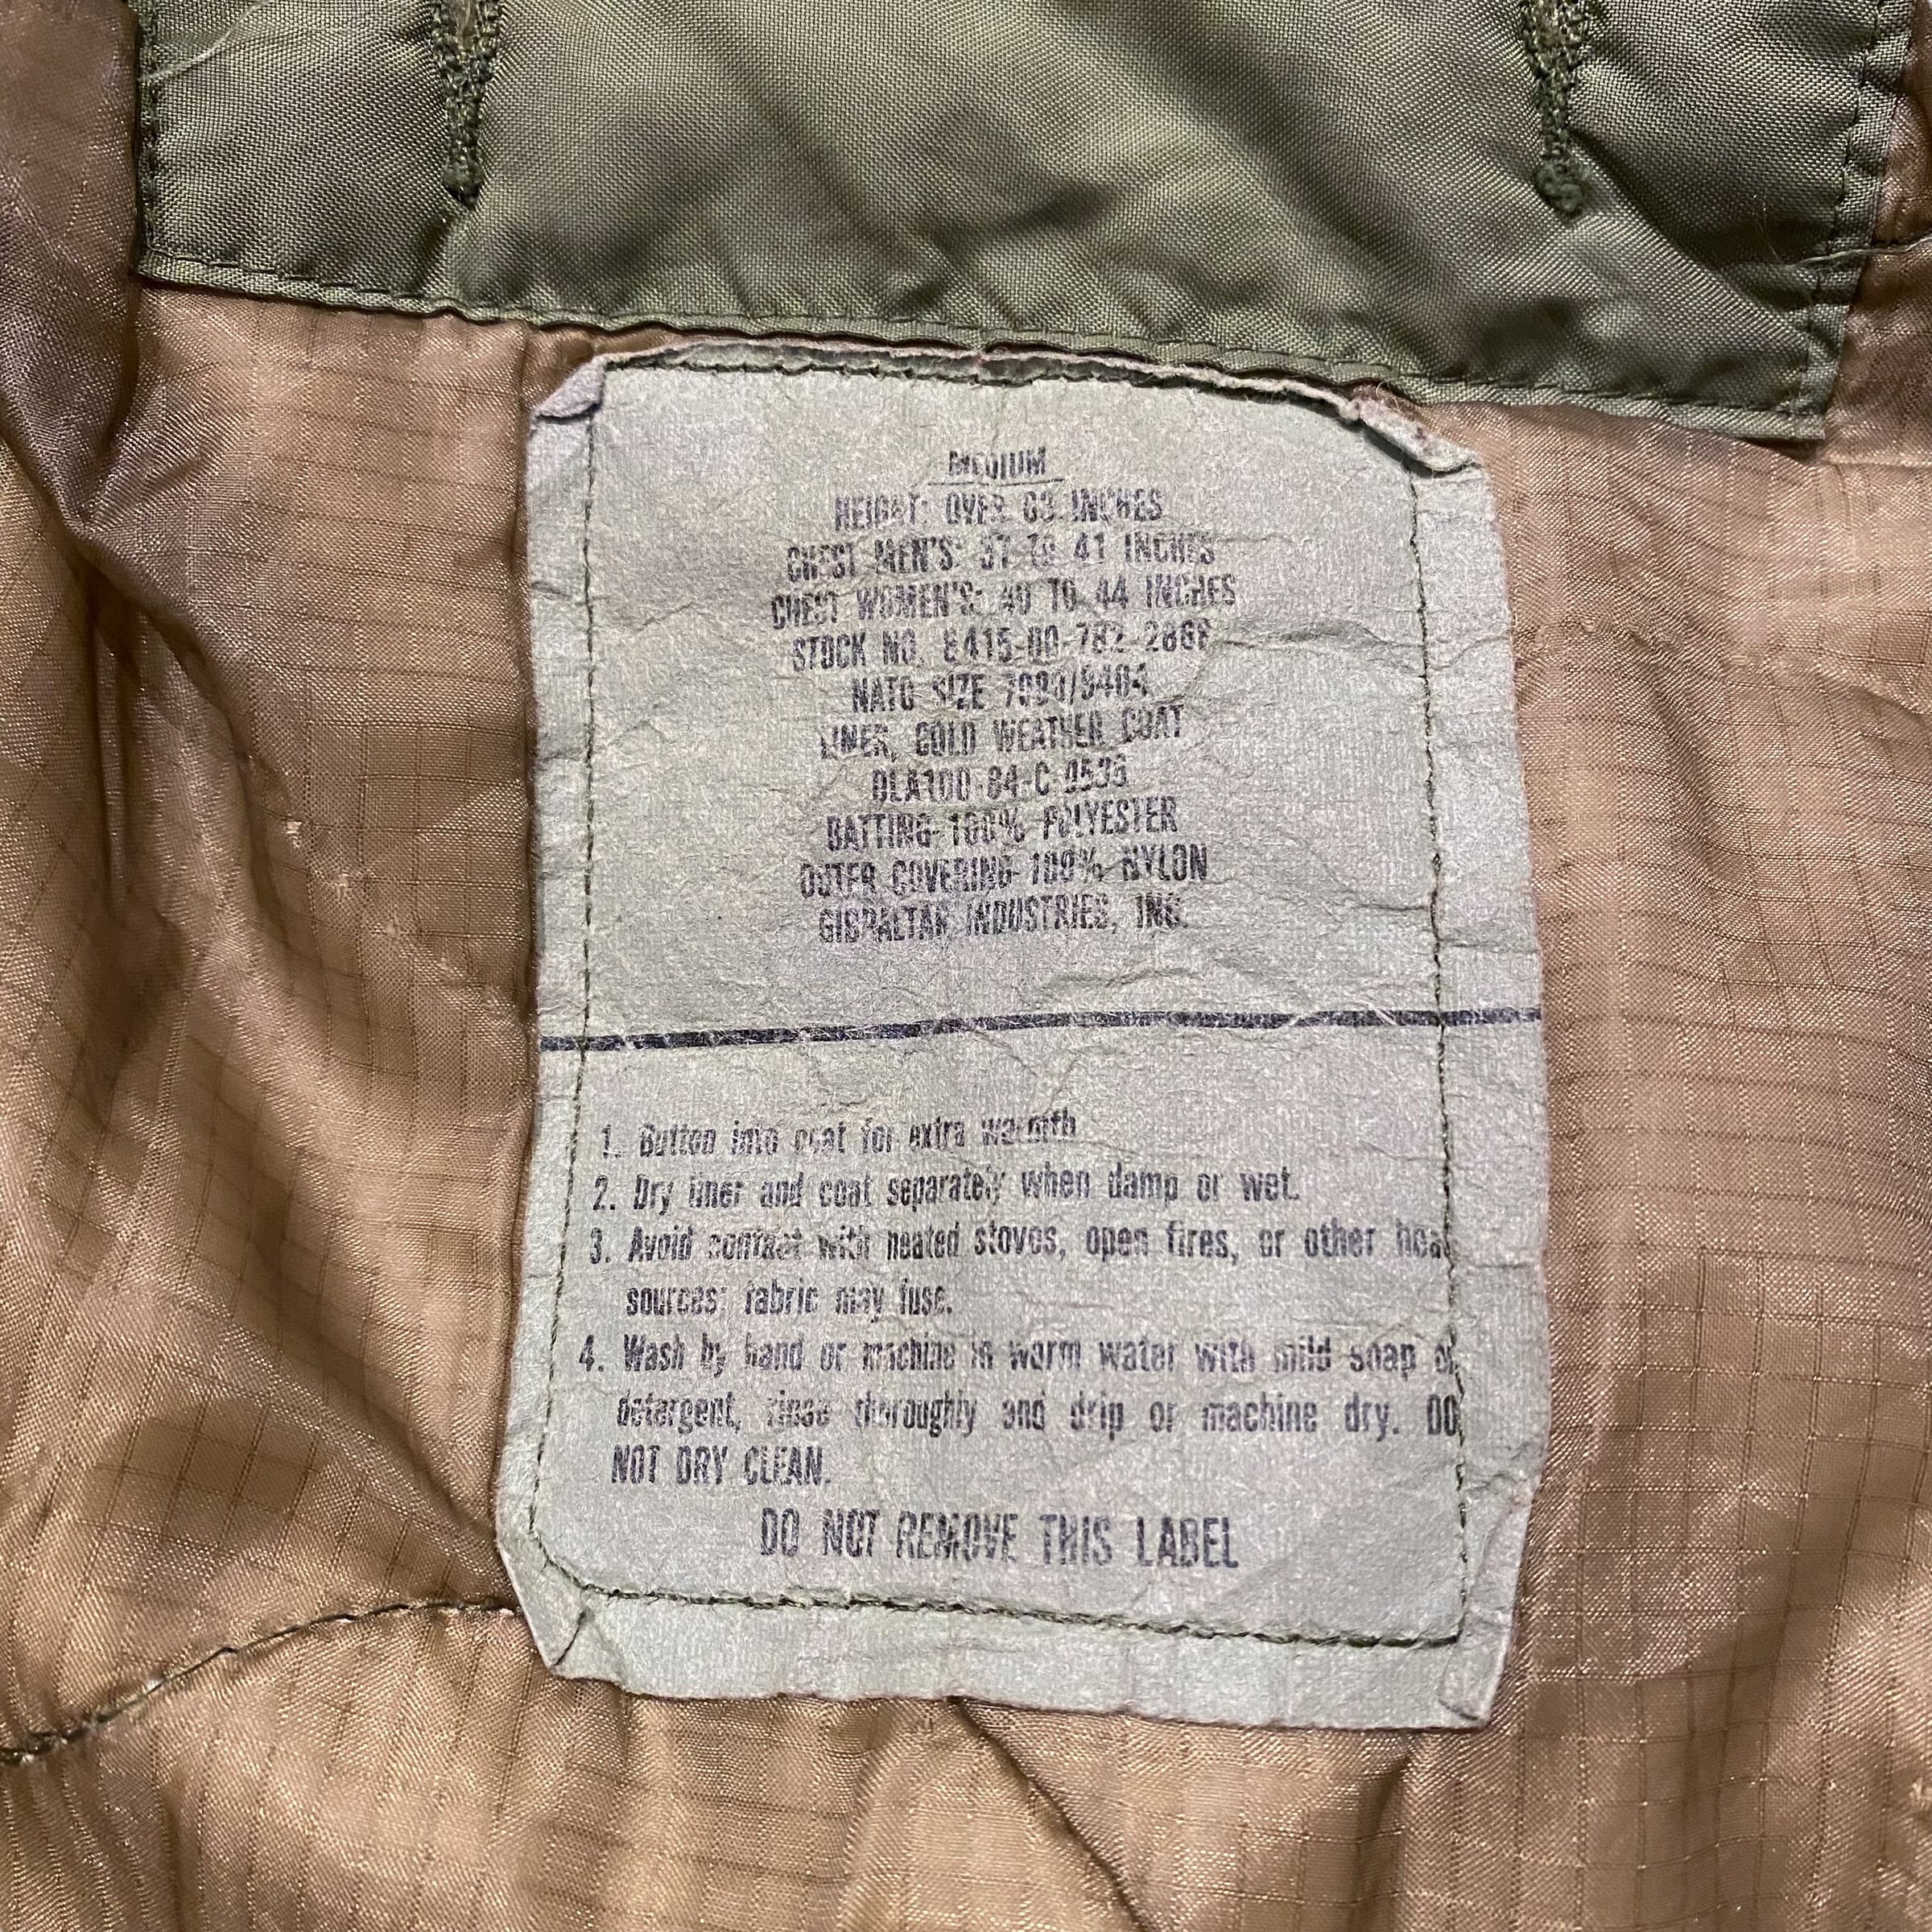 MEDIUM
HEIGHT: OVER 69 INCHES
CHEST MEN'S: 37 TO 41 INCHES
CHEST WOMEN'S: 40 TO 44 INCHES
STOCK NO. 8415-00-782-2888
NATO SIZE
LINER, COLD WEATHER COAT
DLA100-84-C-0536
BATTING-100% POLYESTER
OUTER COVERING-100% NYLON
GIBRALTAR INDUSTRIES, INC.
1. Button into coat for extra warmth
2. Dry liner and coat separately when damp or wet.
3. Avoid contact with heated stoves, open fires, or other heat
sources; fabric may fuse.
4. Wash by hand or machine in warm water with mild soap or
detergent, rinse thoroughly and drip or machine dry. DO
NOT DRY CLEAN.
DO NOT REMOVE THIS LABEL